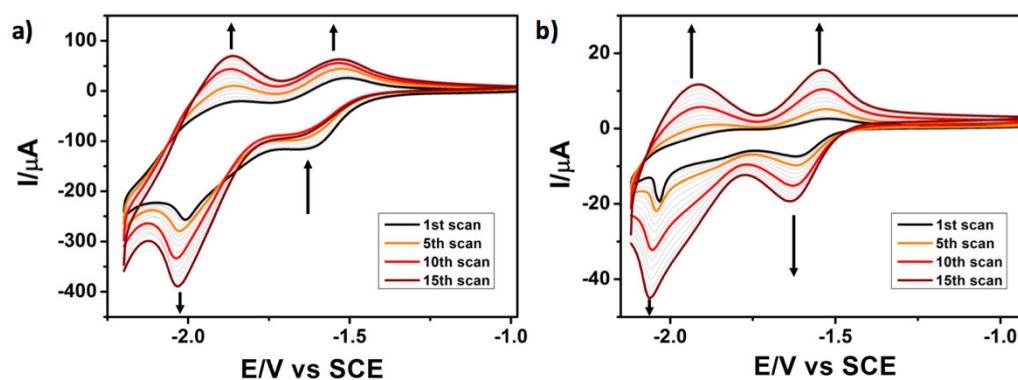 a)
I/µA
100
0
-100
-200
-300
-400
-2.0
-1.5
-1.0
E/V vs SCE
1st scan
5th scan
10th scan
15th scan
b)
I/µA
20
0
-20
-40
-2.0
-1.5
-1.0
E/V vs SCE
1st scan
5th scan
10th scan
15th scan